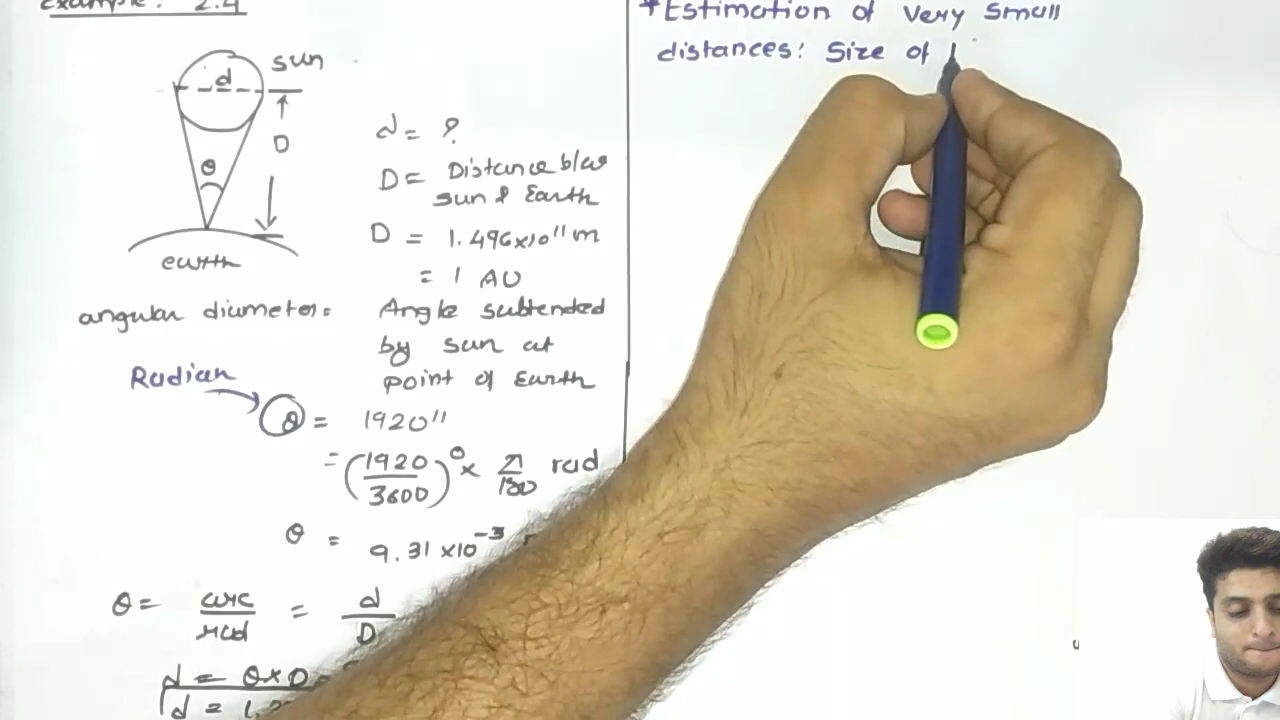 Example: 2.4
sun
d
D
θ
earth
d = ?
D = Distance b/w
sun & Earth
D = 1.496×10¹¹ m
= 1 AU
angular diameter = Angle subtended
by sun at
point of Earth
Radian
θ = 1920''
= (1920/3600)° × π/180 rad
θ = 9.31 ×10⁻³
θ = arc/rad = d/D
d = θ×D =
d = 1.
*Estimation of Very Small
distances: Size of